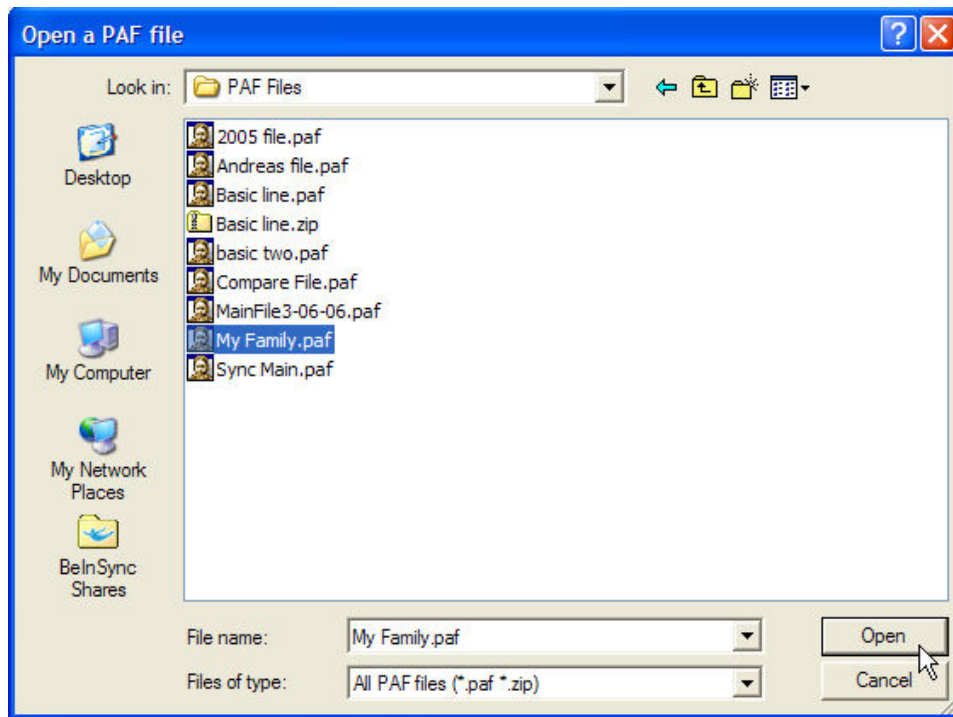 Open a PAF file
Look in:
PAF Files
Desktop
My Documents
My Computer
My Network
Places
BeInSync
Shares
2005 file.paf
Andreas file.paf
Basic line.paf
Basic line.zip
basic two.paf
Compare File.paf
MainFile3-06-06.paf
My Family.paf
Sync Main.paf
File name:
My Family.paf
Open
Files of type:
All PAF files (*.paf *.zip)
Cancel